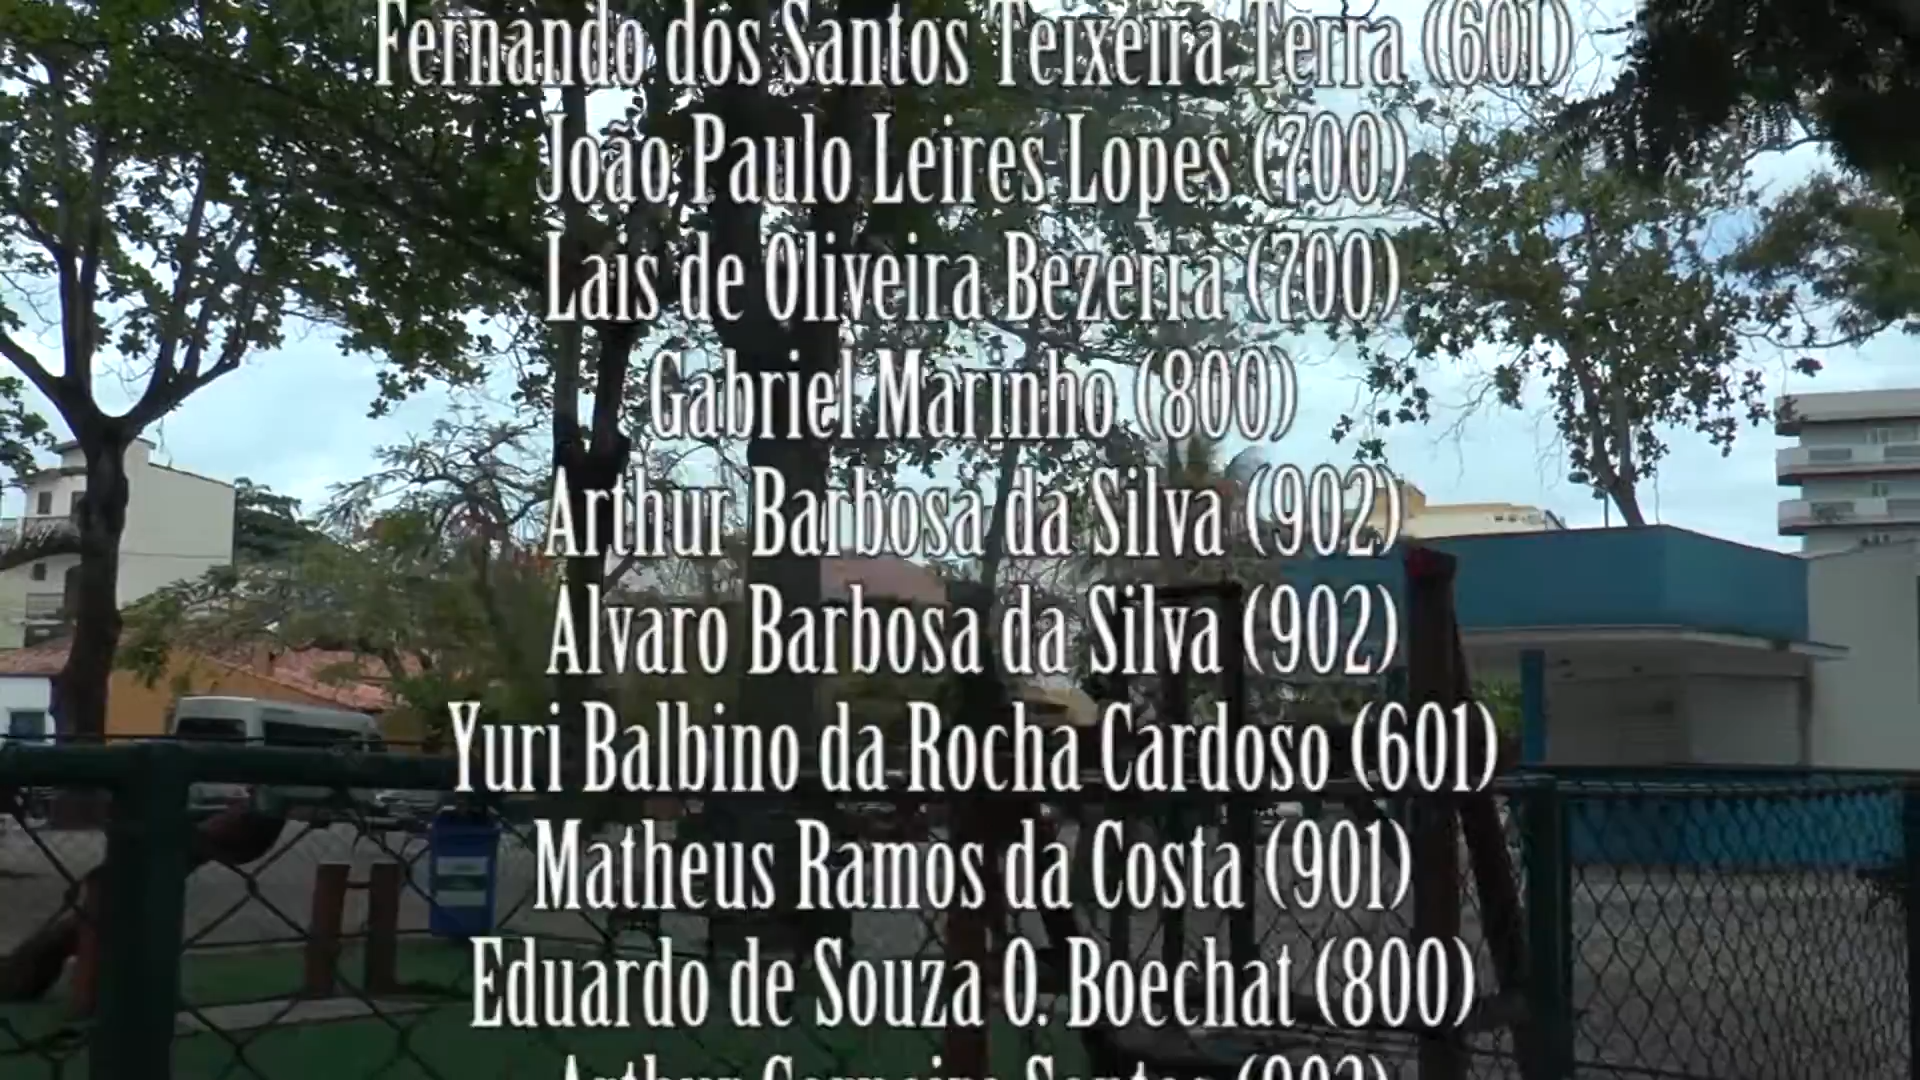 Fernando dos Santos Teixeira Terra (601)
João Paulo Leires Lopes (700)
Lais de Oliveira Bezerra (700)
Gabriel Marinho (800)
Arthur Barbosa da Silva (902)
Alvaro Barbosa da Silva (902)
Yuri Balbino da Rocha Cardoso (601)
Matheus Ramos da Costa (901)
Eduardo de Souza O. Boechat (800)
Arthur Santos